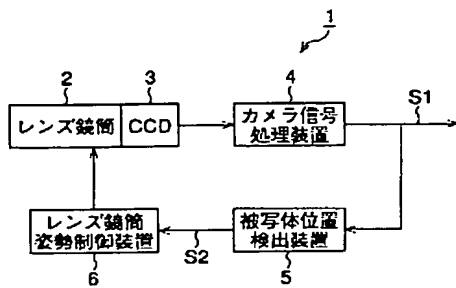 1
2
3
4
S1
レンズ鏡筒
CCD
カメラ信号
処理装置
レンズ鏡筒
姿勢制御装置
S2
被写体位置
検出装置
6
5